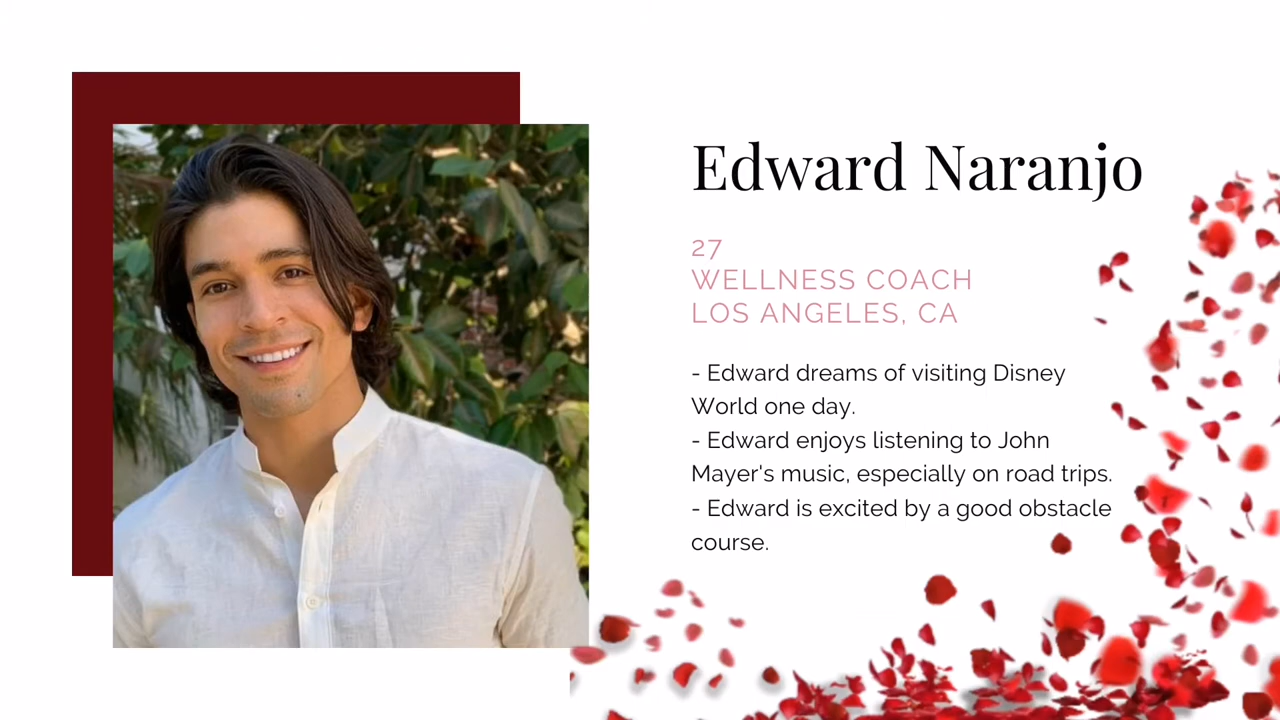 Edward Naranjo
27
WELLNESS COACH
LOS ANGELES, CA
- Edward dreams of visiting Disney
World one day.
- Edward enjoys listening to John
Mayer's music, especially on road trips.
- Edward is excited by a good obstacle
course.